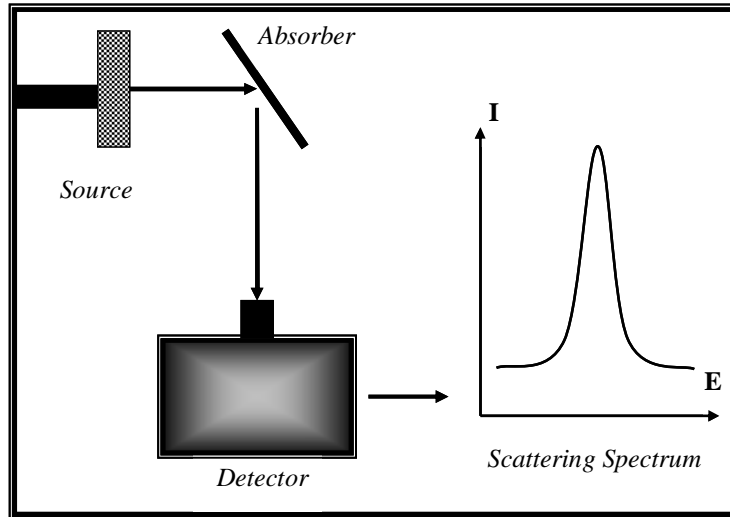 Absorber
Source
I
E
Detector
Scattering Spectrum